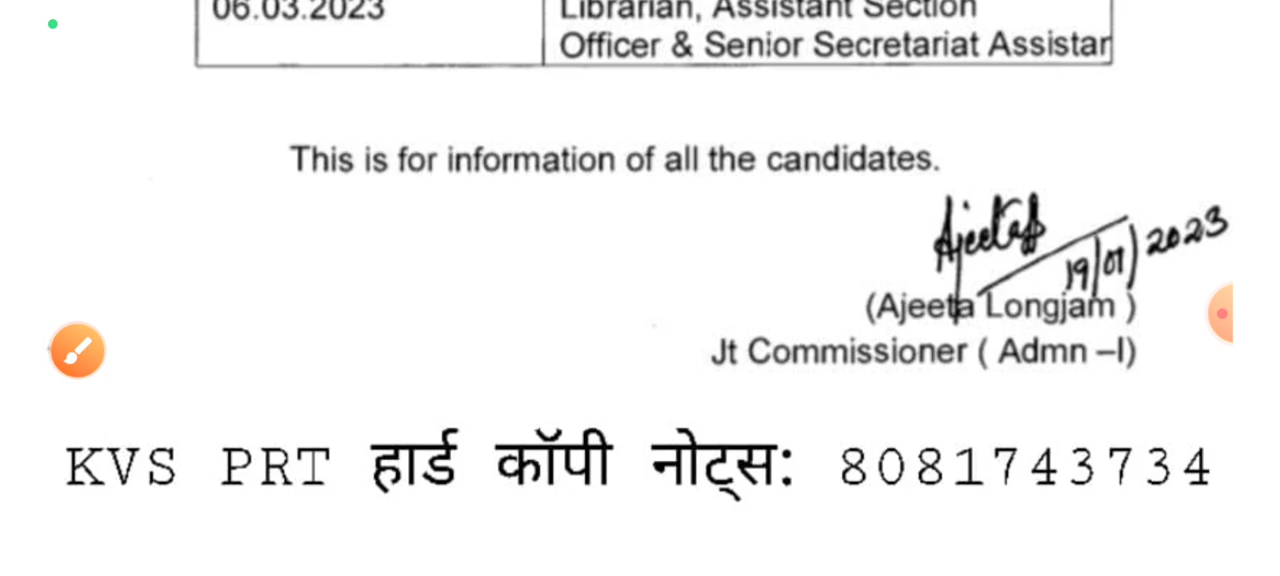 06.03.2023 Librarian, Assistant Section
Officer & Senior Secretariat Assistan
This is for information of all the candidates.
19/01/2023
(Ajeeta Longjam )
Jt Commissioner ( Admn –I)
KVS PRT हार्ड कॉपी नोट्स: 8081743734